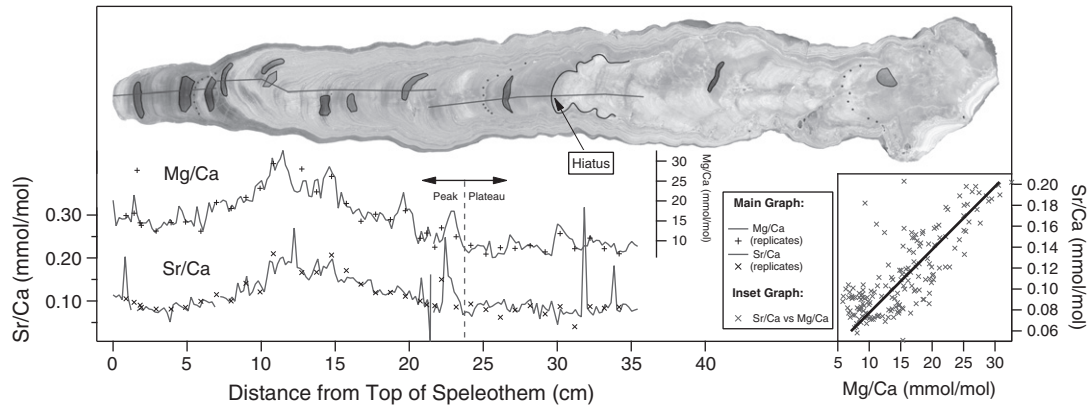 Hiatus
Mg/Ca
Peak
Plateau
30
25
20
15
10
Mg/Ca (mmol/mol)
Sr/Ca (mmol/mol)
0.30
0.20
0.10
Sr/Ca
0
5
10
15
20
25
30
35
40
Distance from Top of Speleothem (cm)
Main Graph:
Mg/Ca
(replicates)
Sr/Ca
(replicates)
Inset Graph:
Sr/Ca vs Mg/Ca
0.20
0.18
0.16
0.14
0.12
0.10
0.08
0.06
Sr/Ca (mmol/mol)
5
10
15
20
25
30
Mg/Ca (mmol/mol)